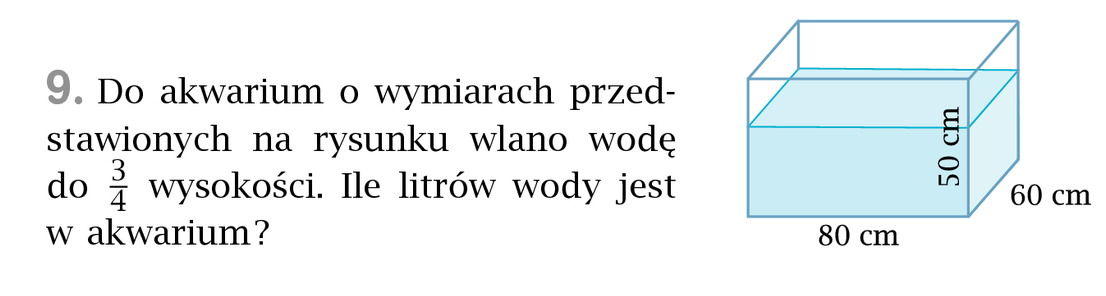 9. Do akwarium o wymiarach przed-
stawionych na rysunku wlano wodę
do 3/4 wysokości. Ile litrów wody jest
w akwarium?
50 cm
60 cm
80 cm